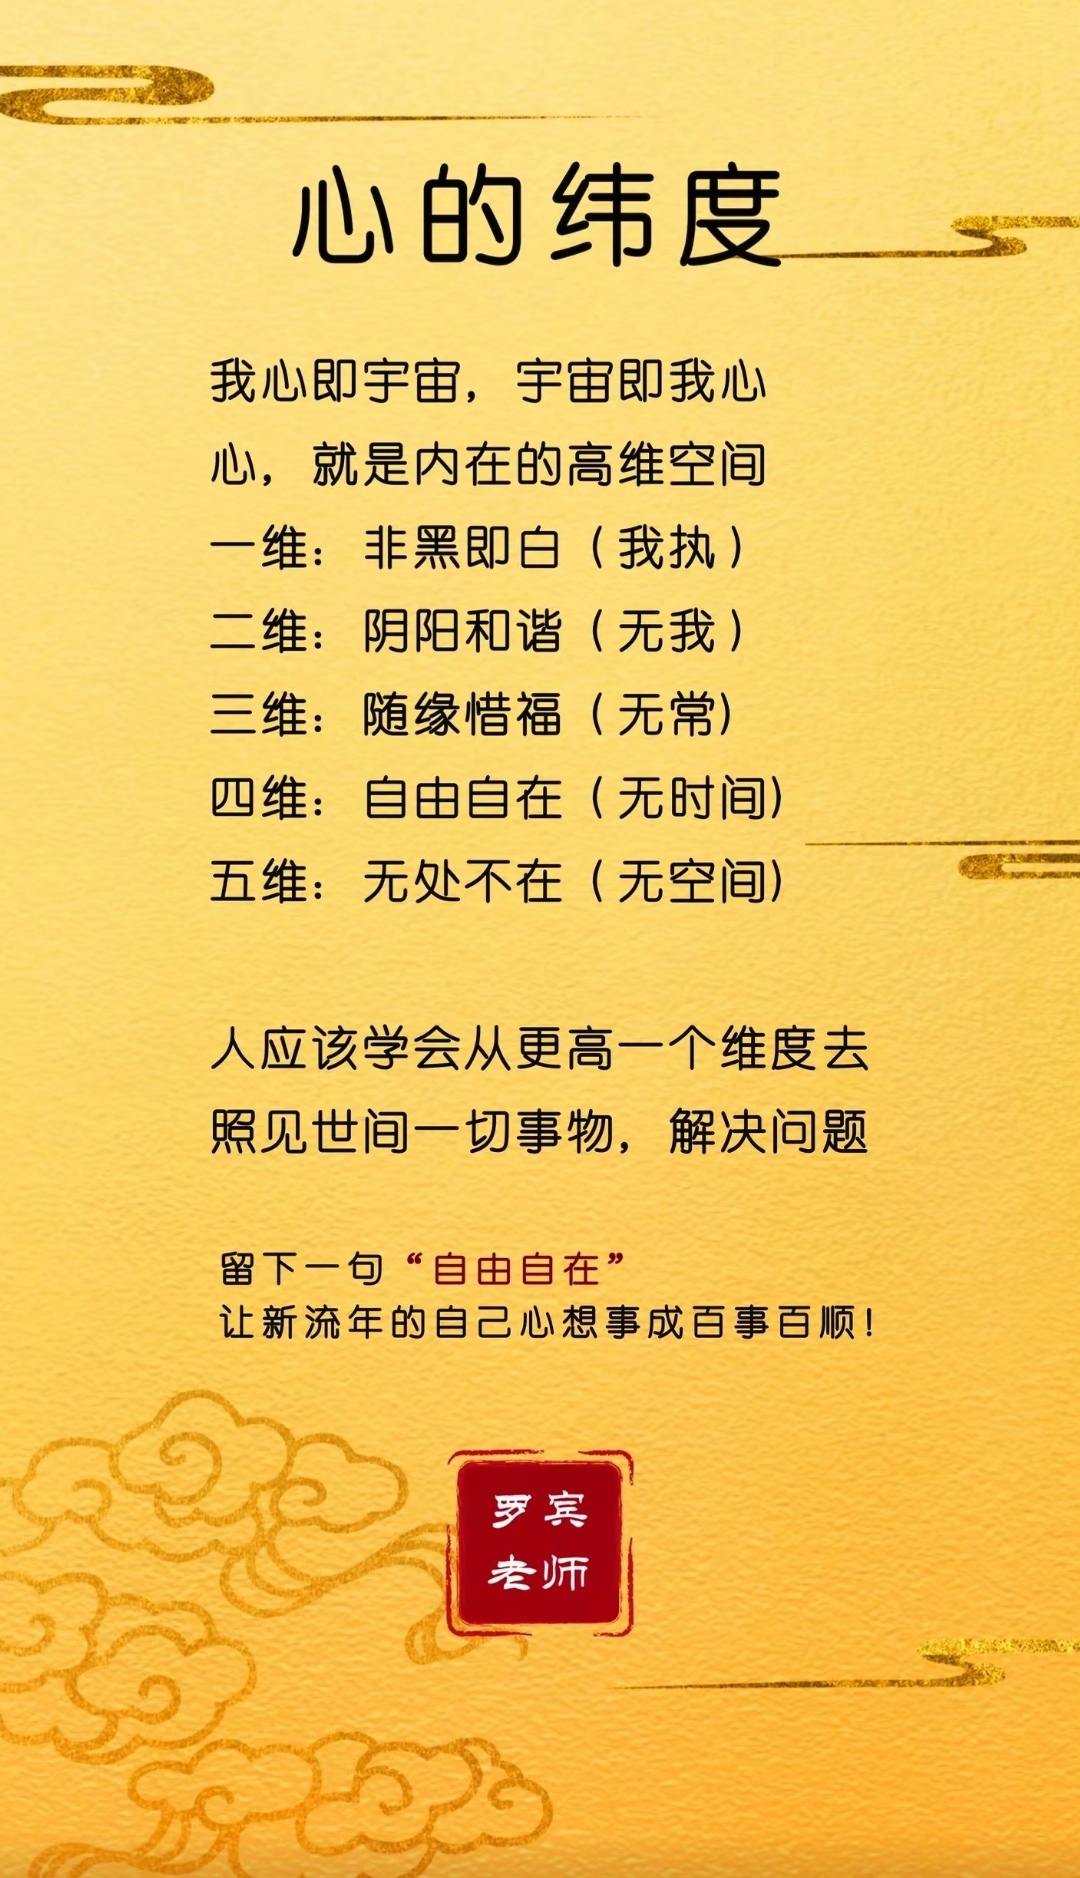 心的纬度
我心即宇宙，宇宙即我心
心，就是内在的高维空间
一维：非黑即白（我执）
二维：阴阳和谐（无我）
三维：随缘惜福（无常)
四维：自由自在（无时间)
五维：无处不在（无空间)
人应该学会从更高一个维度去
照见世间一切事物，解决问题
留下一句“自由自在”
让新流年的自己心想事成百事百顺！
罗宾
老师